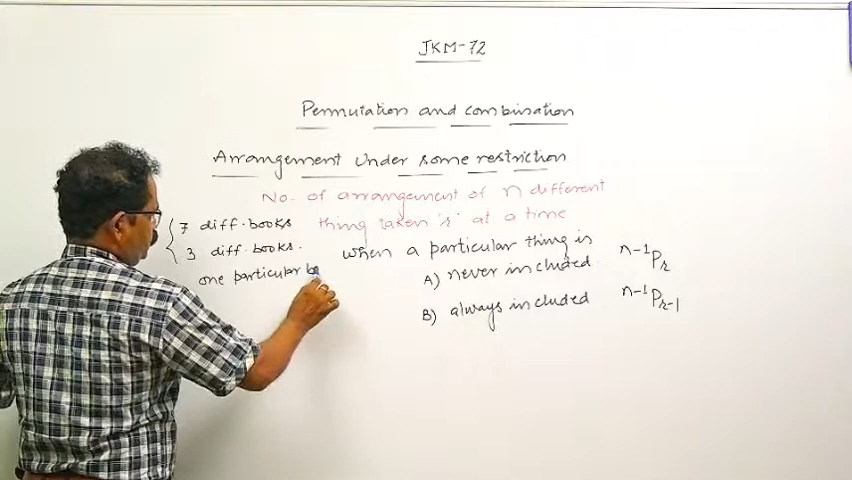 JKM-72
Permutation and combination
Arrangement under some restriction
No. of arrangement of n different
thing taken 'r' at a time
when a particular thing is
A) never included n-1Pr
B) always included n-1Pr-1
{ 7 diff. books
3 diff. books.
one particular bo